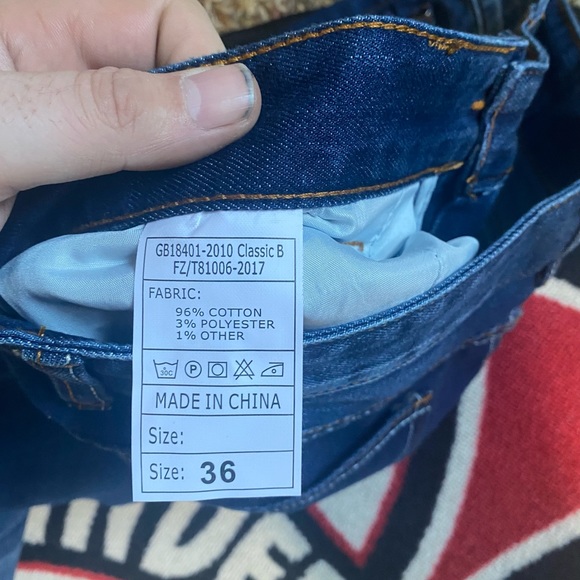 GB18401-2010 Classic B
FZ/T81006-2017
FABRIC:
96% COTTON
3% POLYESTER
1% OTHER
30C P
MADE IN CHINA
Size:
Size: 36